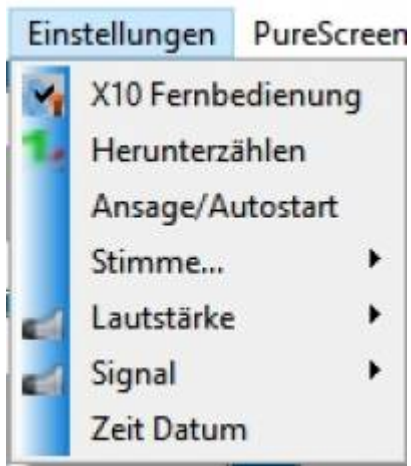 Einstellungen PureScreen
X10 Fernbedienung
Herunterzählen
Ansage/Autostart
Stimme...
Lautstärke
Signal
Zeit Datum